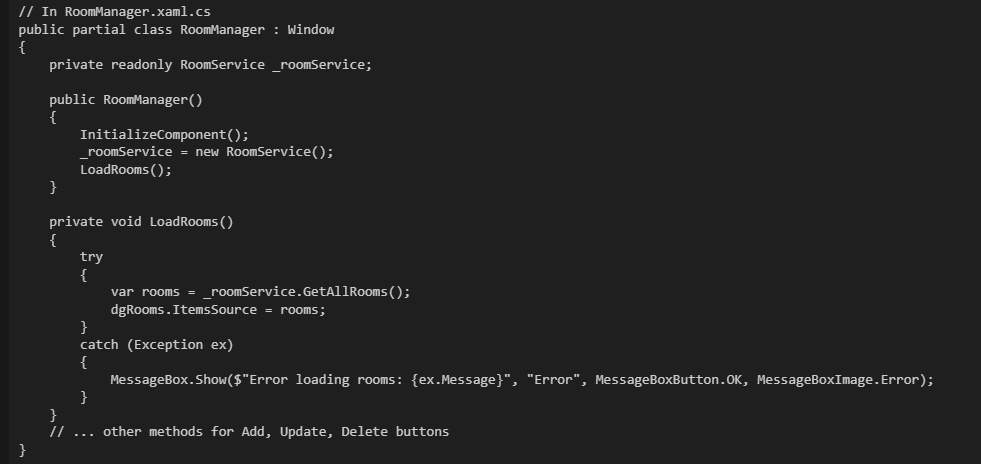 // In RoomManager.xaml.cs
public partial class RoomManager : Window
{
    private readonly RoomService _roomService;

    public RoomManager()
    {
        InitializeComponent();
        _roomService = new RoomService();
        LoadRooms();
    }

    private void LoadRooms()
    {
        try
        {
            var rooms = _roomService.GetAllRooms();
            dgRooms.ItemsSource = rooms;
        }
        catch (Exception ex)
        {
            MessageBox.Show($"Error loading rooms: {ex.Message}", "Error", MessageBoxButton.OK, MessageBoxImage.Error);
        }
    }
    // ... other methods for Add, Update, Delete buttons
}